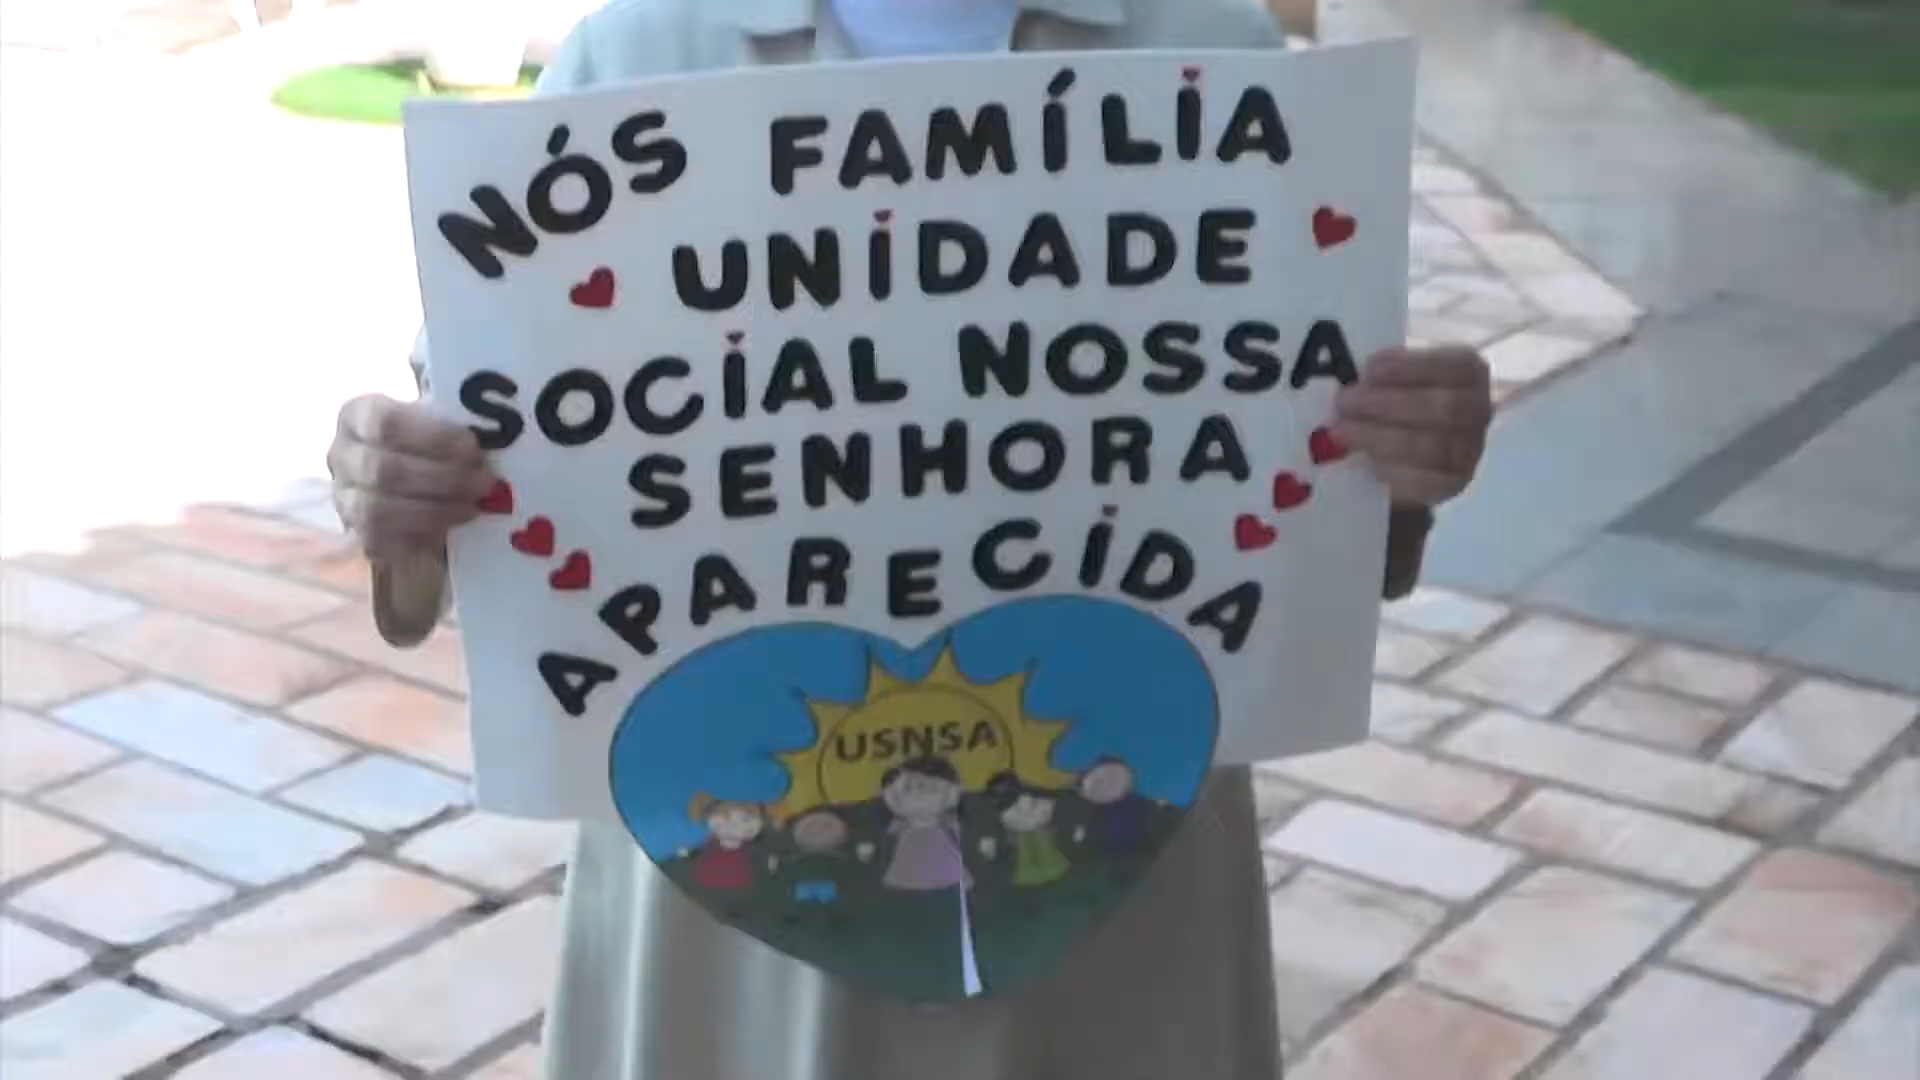 NÓS FAMÍLIA
UNIDADE
SOCIAL NOSSA
SENHORA
APARECIDA
USNSA